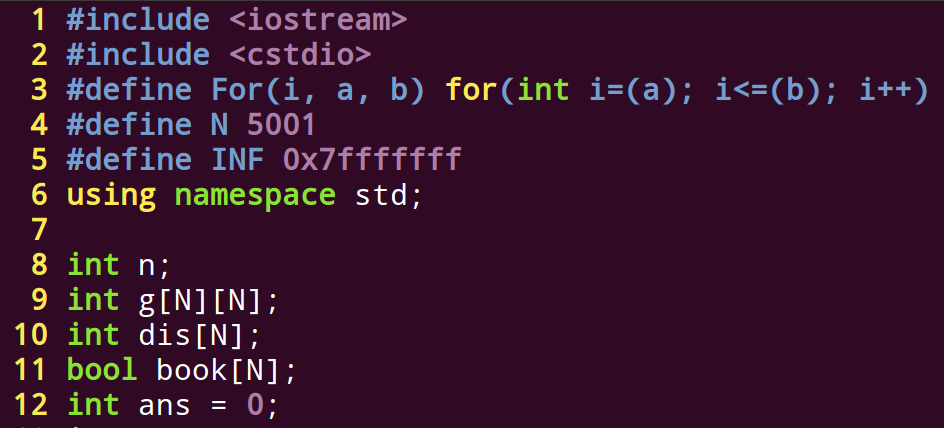 1 #include <iostream>
2 #include <cstdio>
3 #define For(i, a, b) for(int i=(a); i<=(b); i++)
4 #define N 5001
5 #define INF 0x7fffffff
6 using namespace std;
7
8 int n;
9 int g[N][N];
10 int dis[N];
11 bool book[N];
12 int ans = 0;